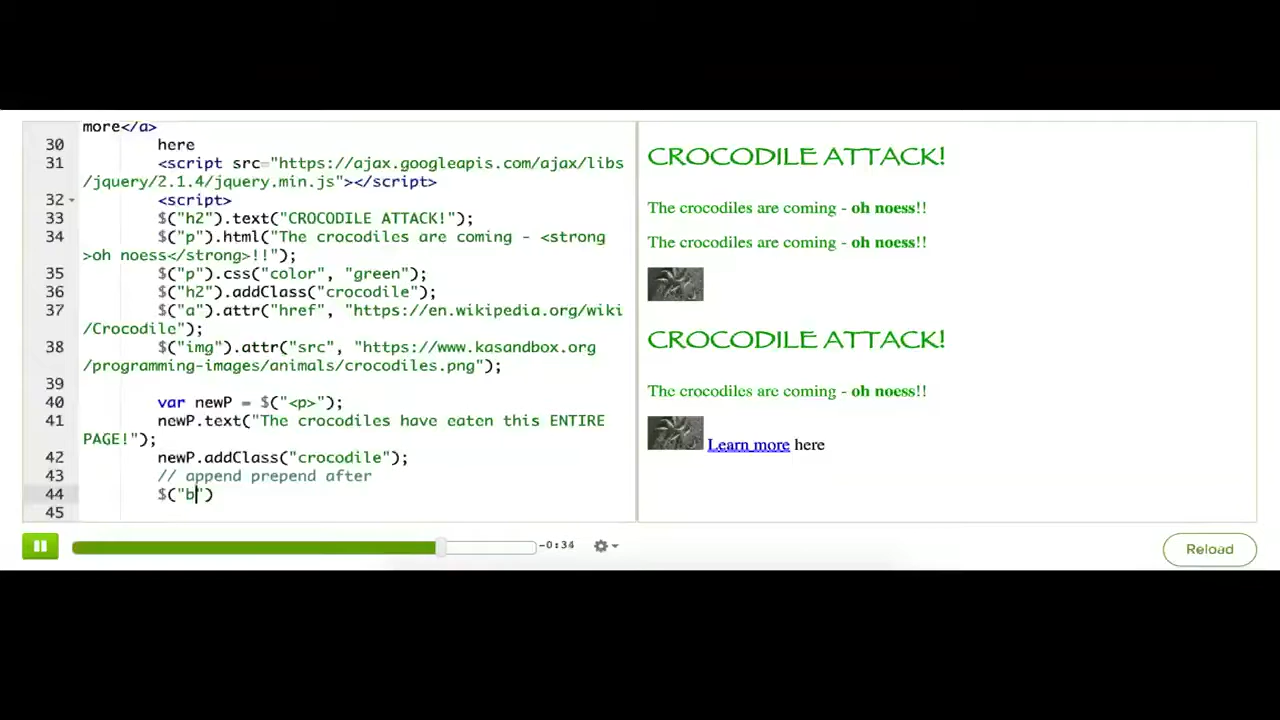 more</a>
30 here
31 <script src="https://ajax.googleapis.com/ajax/libs
/jquery/2.1.4/jquery.min.js"></script>
32 <script>
33 $("h2").text("CROCODILE ATTACK!");
34 $("p").html("The crocodiles are coming - <strong
>oh noess</strong>!!");
35 $("p").css("color", "green");
36 $("h2").addClass("crocodile");
37 $("a").attr("href", "https://en.wikipedia.org/wiki
/Crocodile");
38 $("img").attr("src", "https://www.kasandbox.org
/programming-images/animals/crocodiles.png");
39
40 var newP = $("<p>");
41 newP.text("The crocodiles have eaten this ENTIRE
PAGE!");
42 newP.addClass("crocodile");
43 // append prepend after
44 $("b")
45
CROCODILE ATTACK!
The crocodiles are coming - oh noess!!
The crocodiles are coming - oh noess!!
CROCODILE ATTACK!
The crocodiles are coming - oh noess!!
Learn more here
-0:34
Reload